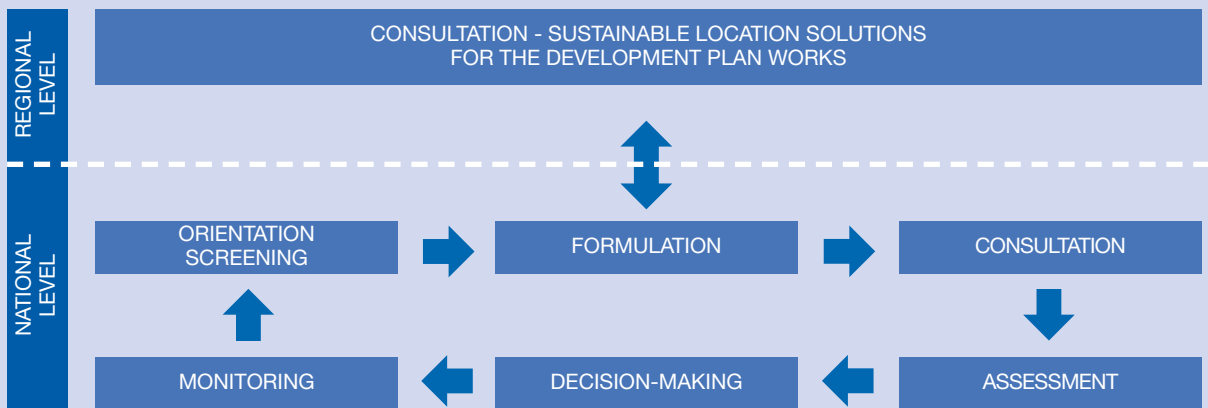 REGIONAL
LEVEL
CONSULTATION - SUSTAINABLE LOCATION SOLUTIONS
FOR THE DEVELOPMENT PLAN WORKS
NATIONAL
LEVEL
ORIENTATION
SCREENING
FORMULATION
CONSULTATION
MONITORING
DECISION-MAKING
ASSESSMENT